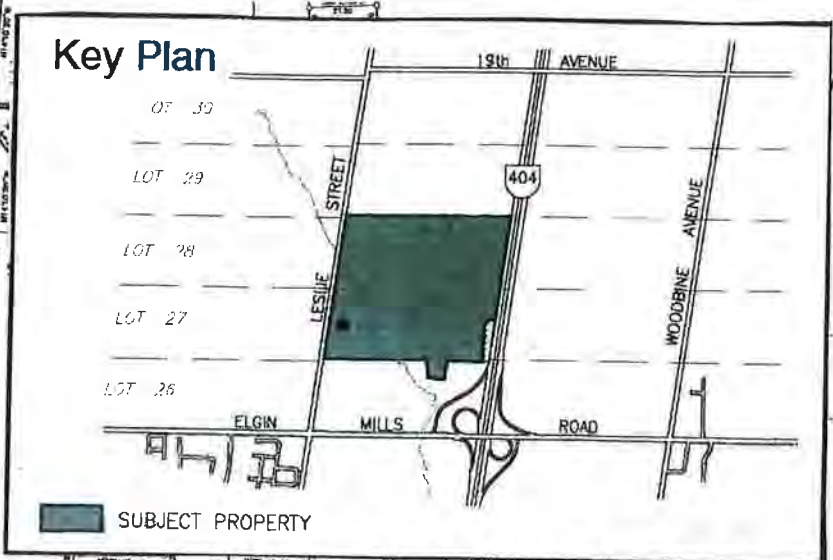 Key Plan
19th AVENUE
OT 30
LOT 29
STREET
404
LOT 28
AVENUE
LESLIE
LOT 27
WOODBINE
LOT 26
ELGIN MILLS ROAD
SUBJECT PROPERTY